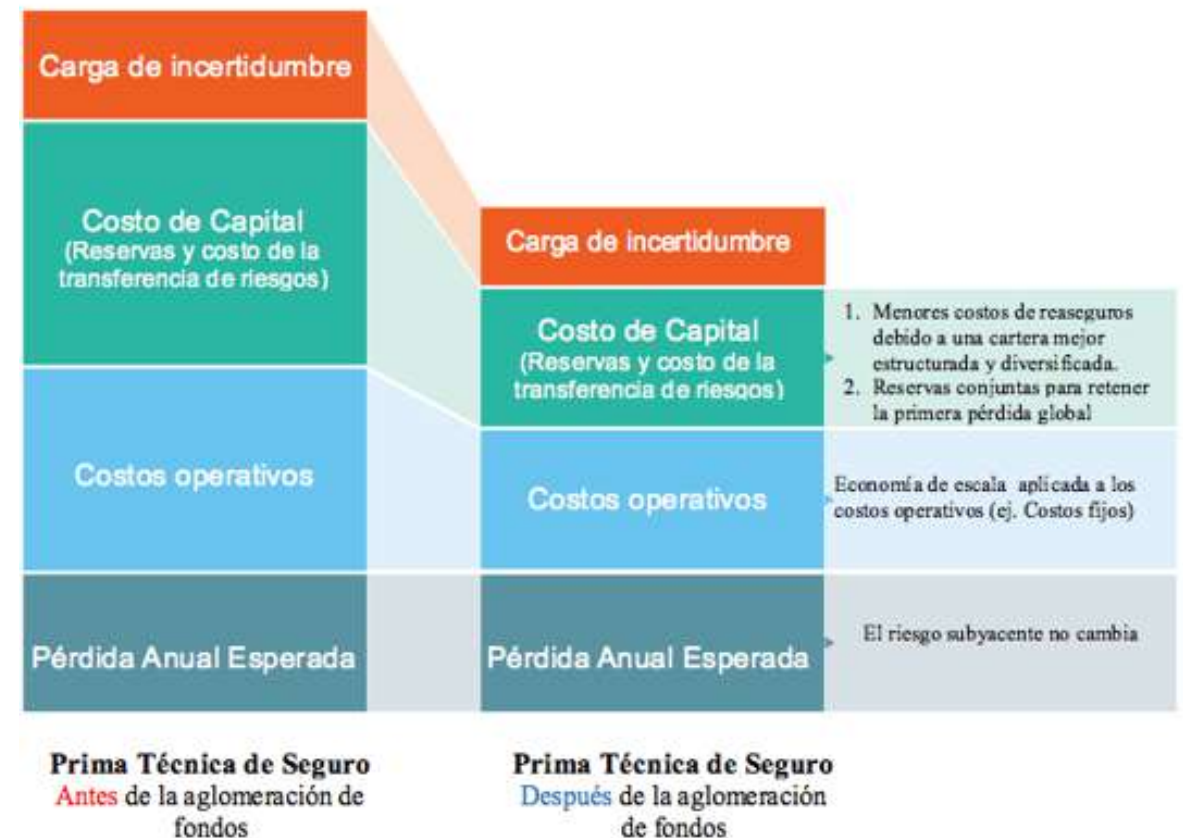 Carga de incertidumbre
Costo de Capital
(Reservas y costo de la
transferencia de riesgos)
Costos operativos
Pérdida Anual Esperada
Carga de incertidumbre
Costo de Capital
(Reservas y costo de la
transferencia de riesgos)
Costos operativos
Pérdida Anual Esperada
1. Menores costos de reaseguros
debido a una cartera mejor
estructurada y diversificada.
2. Reservas conjuntas para retener
la primera pérdida global
Economía de escala aplicada a los
costos operativos (ej. Costos fijos)
El riesgo subyacente no cambia
Prima Técnica de Seguro
Antes de la aglomeración de
fondos
Prima Técnica de Seguro
Después de la aglomeración
de fondos